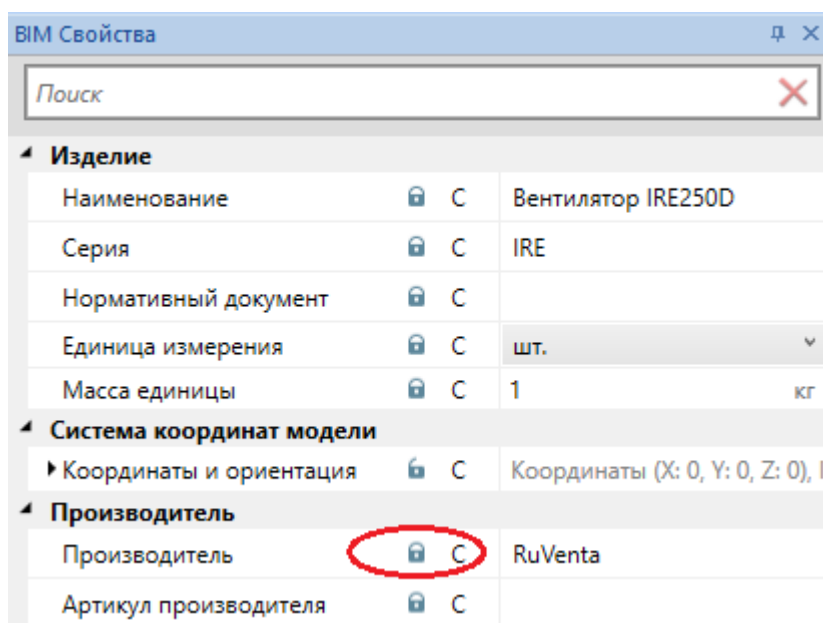 BIM Свойства
Поиск
Изделие
Наименование С Вентилятор IRE250D
Серия С IRE
Нормативный документ С
Единица измерения С шт.
Масса единицы С 1 кг
Система координат модели
Координаты и ориентация С Координаты (X: 0, Y: 0, Z: 0),
Производитель
Производитель С RuVenta
Артикул производителя С